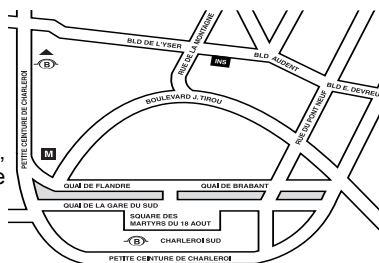 BLD DE L'YSER
RUE DE LA MONTAGNE
INS
BLD AUDENT
BLD E. DEVREU
B
PETITE CEINTURE DE CHARLEROI
BOULEVARD J. TIROU
RUE DU PONT NEUF
M
,
e
QUAI DE FLANDRE
QUAI DE BRABANT
QUAI DE LA GARE DU SUD
SQUARE DES
MARTYRS DU 18 AOUT
B
CHARLEROI SUD
PETITE CEINTURE DE CHARLEROI